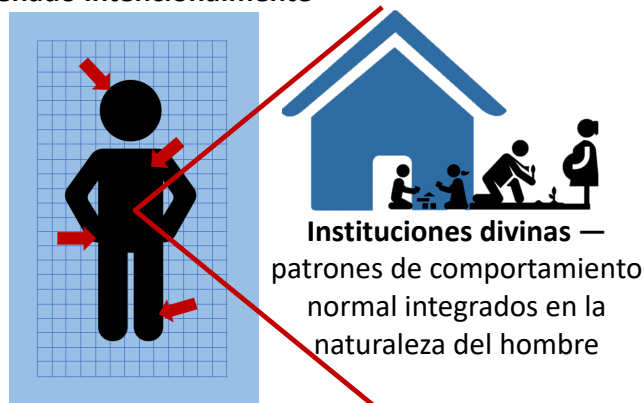 Instituciones divinas —
patrones de comportamiento
normal integrados en la
naturaleza del hombre